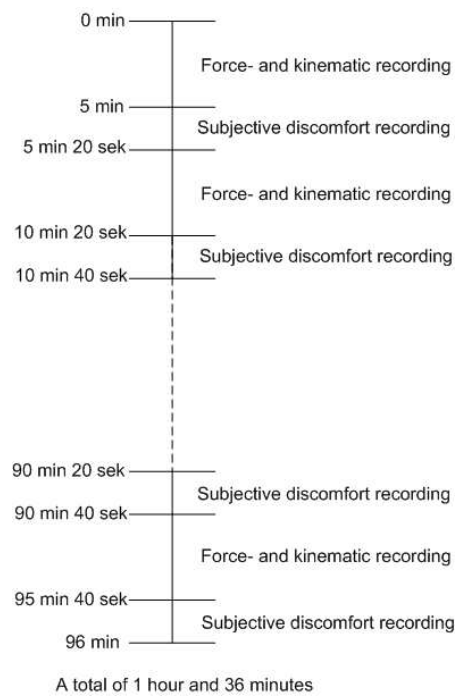 0 min
Force- and kinematic recording
5 min
Subjective discomfort recording
5 min 20 sek
Force- and kinematic recording
10 min 20 sek
Subjective discomfort recording
10 min 40 sek
90 min 20 sek
Subjective discomfort recording
90 min 40 sek
Force- and kinematic recording
95 min 40 sek
Subjective discomfort recording
96 min
A total of 1 hour and 36 minutes